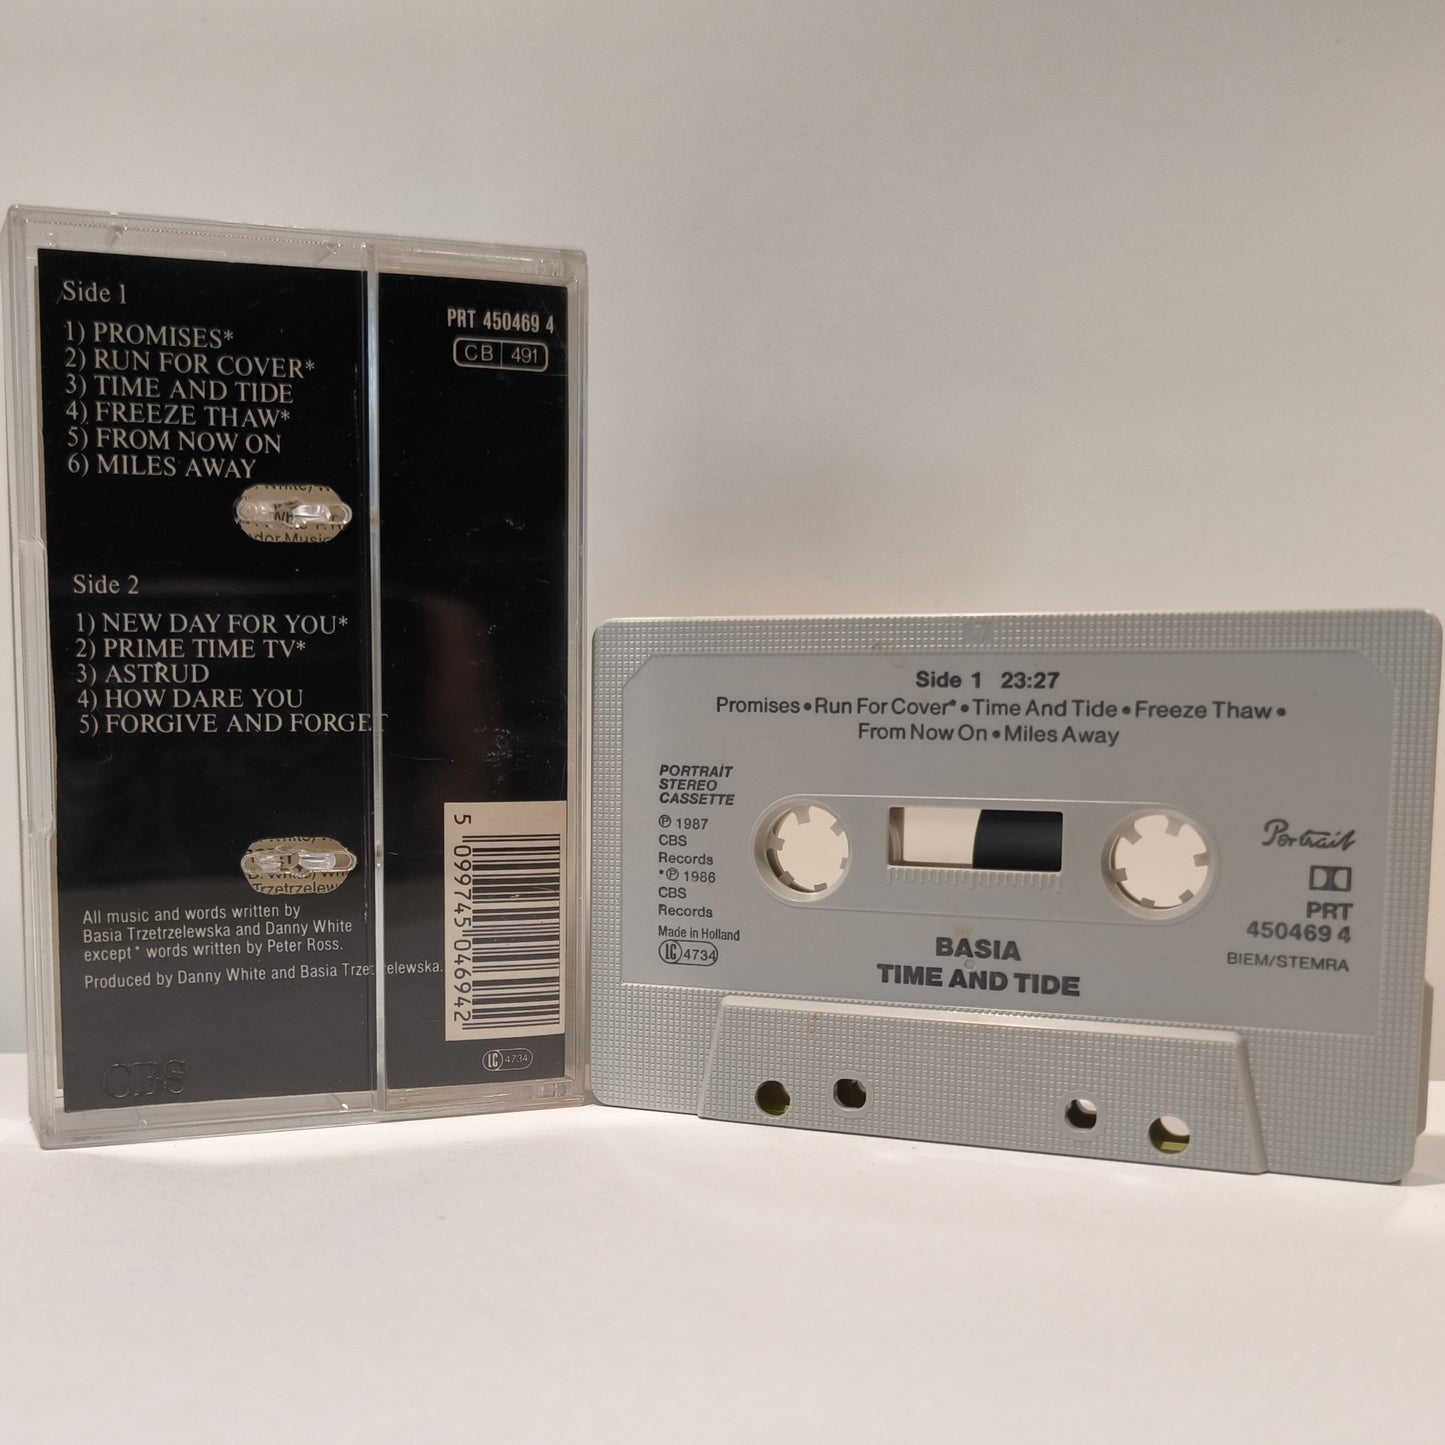 Side 1
1) PROMISES*
2) RUN FOR COVER*
3) TIME AND TIDE
4) FREEZE THAW*
5) FROM NOW ON
6) MILES AWAY
Side 2
1) NEW DAY FOR YOU*
2) PRIME TIME TV*
3) ASTRUD
4) HOW DARE YOU
5) FORGIVE AND FORGET
All music and words written by
Basia Trzetrzelewska and Danny White
except * words written by Peter Ross.
Produced by Danny White and Basia Trzetrzelewska.
CBS
PRT 450469 4
CB 491
5 099745 046942
LC 4734
Side 1 23:27
Promises • Run For Cover* • Time And Tide • Freeze Thaw •
From Now On • Miles Away
PORTRAIT
STEREO
CASSETTE
℗ 1987
CBS
Records
* ℗ 1986
CBS
Records
Made in Holland
LC 4734
BASIA
TIME AND TIDE
Portrait
PRT
450469 4
BIEM/STEMRA